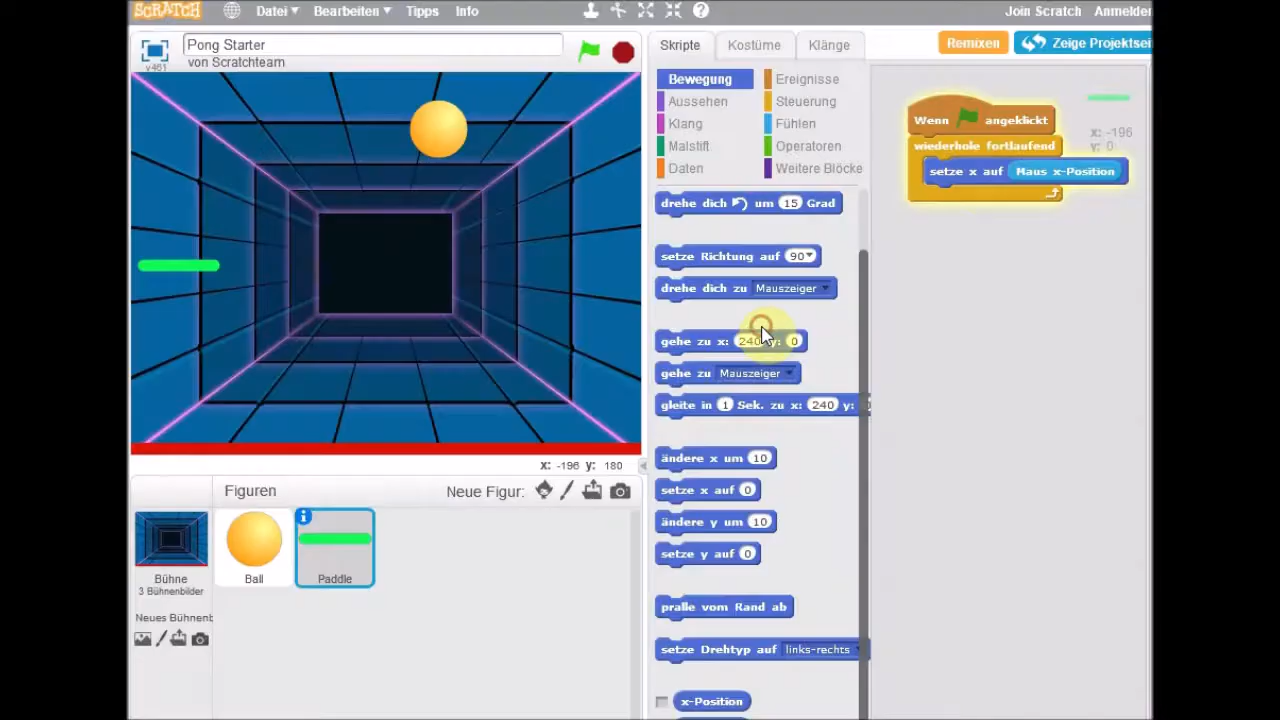 SCRATCH Datei Bearbeiten Tipps Info Join Scratch Anmelden
Pong Starter
von Scratchteam
v461
Skripte Kostüme Klänge Remixen Zeige Projektsei
Bewegung Ereignisse
Aussehen Steuerung
Klang Fühlen
Malstift Operatoren
Daten Weitere Blöcke
drehe dich um 15 Grad
setze Richtung auf 90
drehe dich zu Mauszeiger
gehe zu x: 240 y: 0
gehe zu Mauszeiger
gleite in 1 Sek. zu x: 240 y:
ändere x um 10
setze x auf 0
ändere y um 10
setze y auf 0
pralle vom Rand ab
setze Drehtyp auf links-rechts
x-Position
Wenn angeklickt
wiederhole fortlaufend
setze x auf Maus x-Position
x: -196
y: 0
x: -196 y: 180
Figuren Neue Figur:
Bühne
3 Bühnenbilder
Neues Bühnenb
Ball
Paddle